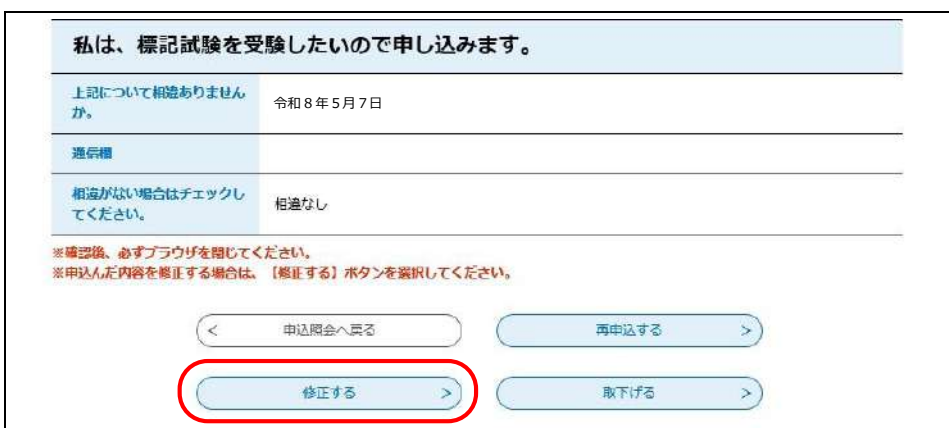 私は、標記試験を受験したいので申し込みます。
上記について相違ありません
か。
令和8年5月7日
通信欄
相違がない場合はチェックし
てください。
相違なし
※確認後、必ずブラウザを閉じてください。
※申込んだ内容を修正する場合は、【修正する】ボタンを選択してください。
< 申込照会へ戻る
再申込する >
修正する >
取下げる >